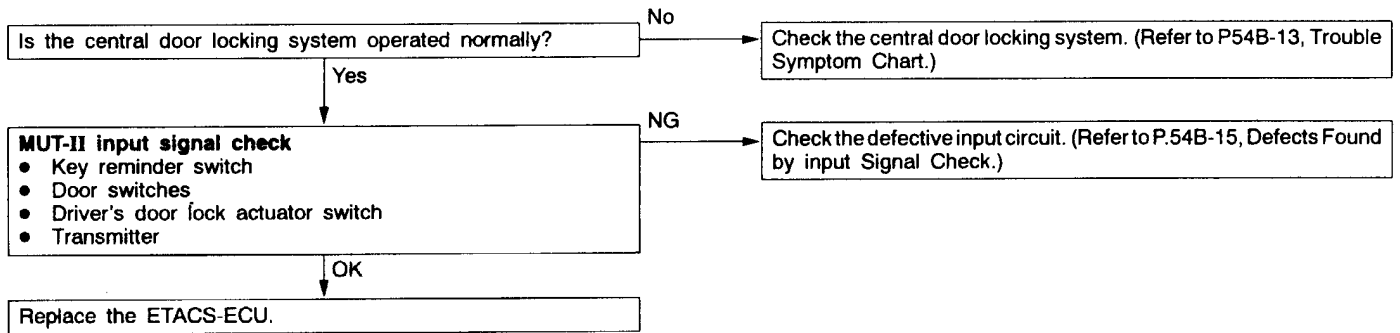 Is the central door locking system operated normally?
No
Check the central door locking system. (Refer to P54B-13, Trouble
Symptom Chart.)
Yes
MUT-II input signal check
● Key reminder switch
● Door switches
● Driver's door lock actuator switch
● Transmitter
NG
Check the defective input circuit. (Refer to P.54B-15, Defects Found
by input Signal Check.)
OK
Replace the ETACS-ECU.